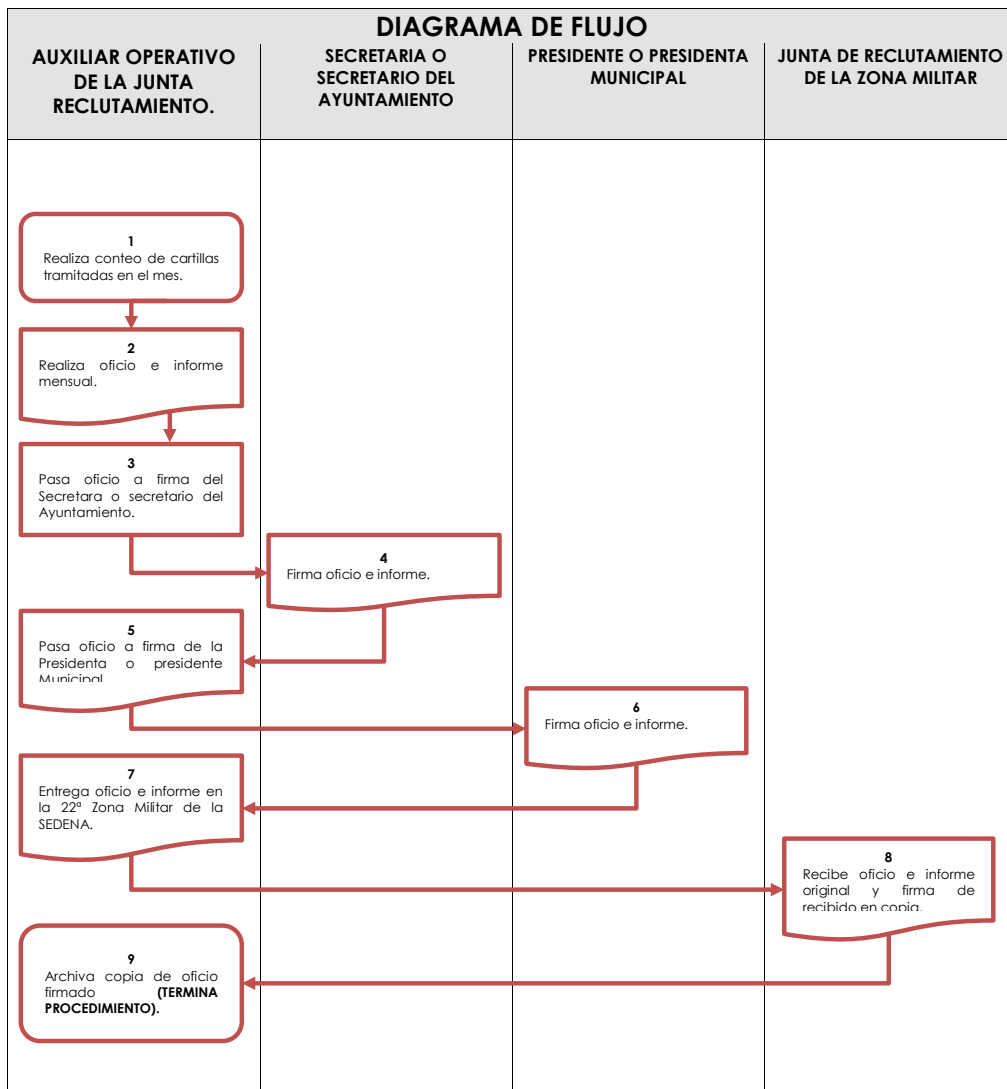 DIAGRAMA DE FLUJO
AUXILIAR OPERATIVO
DE LA JUNTA
RECLUTAMIENTO.
SECRETARIA O
SECRETARIO DEL
AYUNTAMIENTO
PRESIDENTE O PRESIDENTA
MUNICIPAL
JUNTA DE RECLUTAMIENTO
DE LA ZONA MILITAR
1
Realiza conteo de cartillas
tramitadas en el mes.
2
Realiza oficio e informe
mensual.
3
Pasa oficio a firma del
Secretara o secretario del
Ayuntamiento.
4
Firma oficio e informe.
5
Pasa oficio a firma de la
Presidenta o presidente
Municipal
6
Firma oficio e informe.
7
Entrega oficio e informe en
la 22ª Zona Militar de la
SEDENA.
8
Recibe oficio e informe
original y firma de
recibido en copia.
9
Archiva copia de oficio
firmado (TERMINA
PROCEDIMIENTO).